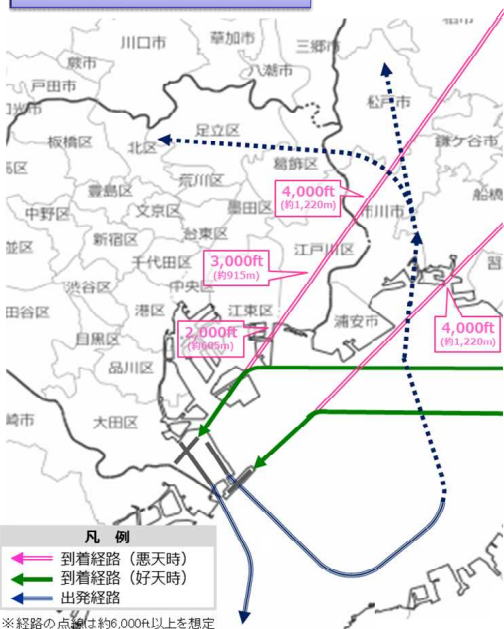 川口市
草加市
三郷市
蕨市
八潮市
戸田市
松戸市
足立区
板橋区
北区
葛飾区
鎌ケ谷市
荒川区
4,000ft
(約1,220m)
豊島区
墨田区
市川市
船橋
中野区
文京区
台東区
新宿区
3,000ft
(約915m)
江戸川区
千代田区
習
渋谷区
中央区
港区
江東区
浦安市
田谷区
2,000ft
(約605m)
4,000ft
(約1,220m)
目黒区
品川区
大田区
崎市
凡 例
到着経路（悪天時）
到着経路（好天時）
出発経路
※経路の点線は約6,000ft以上を想定